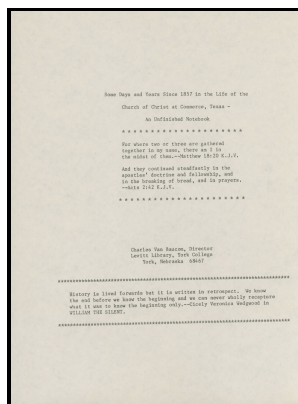 Some Days and Years Since 1857 in the Life of the
Church of Christ at Commerce, Texas -
An Unfinished Notebook
* * * * * * * * * * * * * * * * * * * * *
For where two or three are gathered
together in my name, there am I in
the midst of them.--Matthew 18:20 K.J.V.
And they continued steadfastly in the
apostles' doctrine and fellowship, and
in the breaking of bread, and in prayers.
--Acts 2:42 K.J.V.
* * * * * * * * * * * * * * * * * * * * *
Charles Van Director
Levitt Library, York College
York, Nebraska 68467
History is lived forwards but it is written in retrospect. We know
the end before we know the beginning and we can never wholly recapture
what it was to know the beginning only.--Cicely Veronica Wedgwood in
WILLIAM THE SILENT.